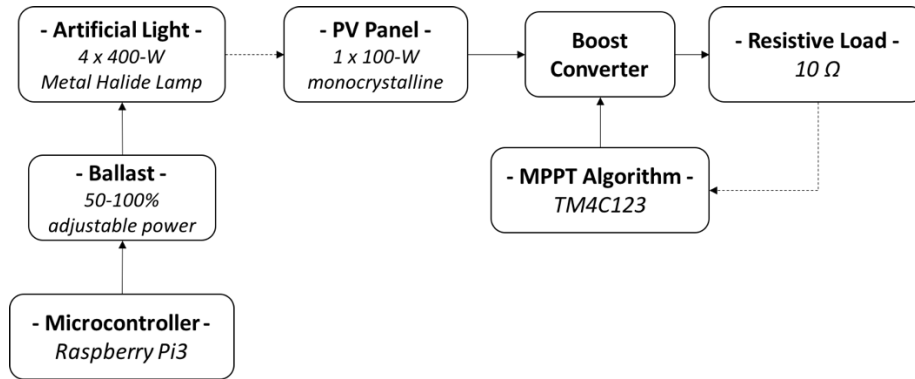 - Artificial Light -
4 x 400-W
Metal Halide Lamp
- PV Panel -
1 x 100-W
monocrystalline
Boost
Converter
- Resistive Load -
10 Ω
- Ballast -
50-100%
adjustable power
- MPPT Algorithm -
TM4C123
- Microcontroller -
Raspberry Pi3